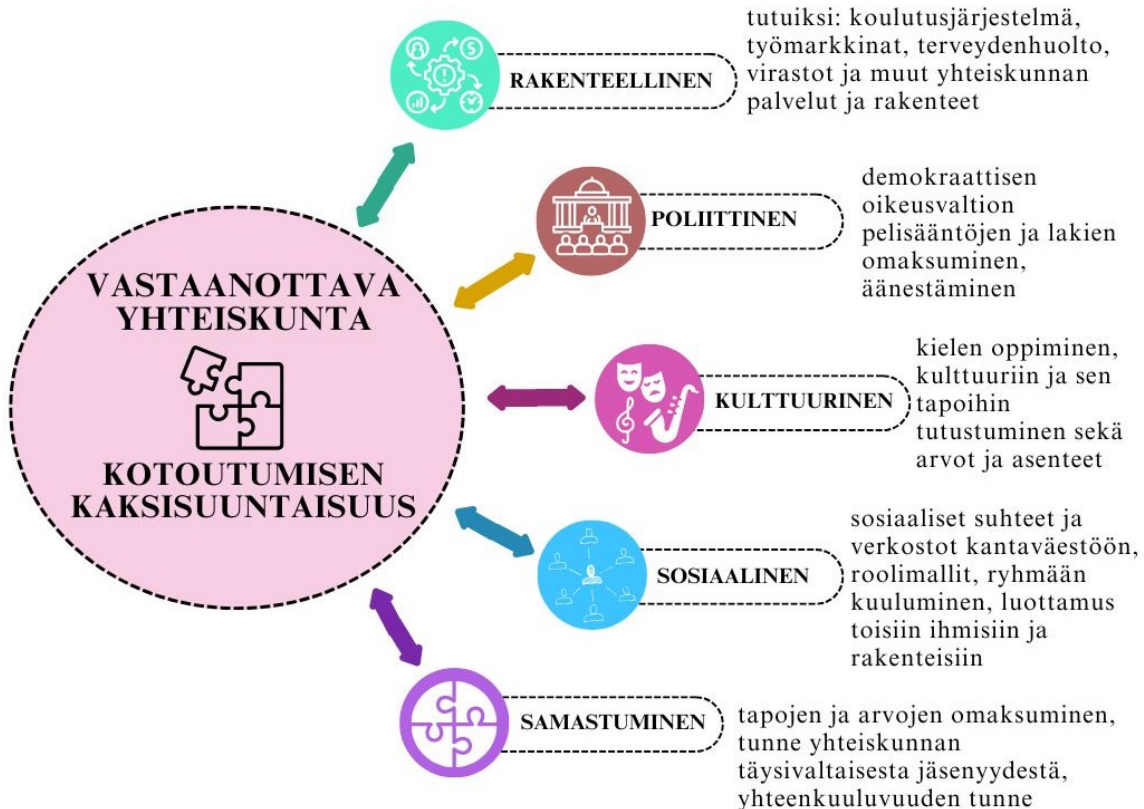 VASTAANOTTAVA
YHTEISKUNTA
KOTOUTUMISEN
KAKSISUUNTAISUUS
RAKENTEELLINEN
tutuiksi: koulutusjärjestelmä,
työmarkkinat, terveydenhuolto,
virastot ja muut yhteiskunnan
palvelut ja rakenteet
POLIITTINEN
demokraattisen
oikeusvaltion
pelisääntöjen ja lakien
omaksuminen,
äänestäminen
KULTTUURINEN
kielen oppiminen,
kulttuuriin ja sen
tapoihin
tutustuminen sekä
arvot ja asenteet
SOSIAALINEN
sosiaaliset suhteet ja
verkostot kantaväestöön,
roolimallit, ryhmään
kuuluminen, luottamus
toisiin ihmisiin ja
rakenteisiin
SAMASTUMINEN
tapojen ja arvojen omaksuminen,
tunne yhteiskunnan
täysivaltaisesta jäsenyydestä,
yhteenkuuluvuuden tunne